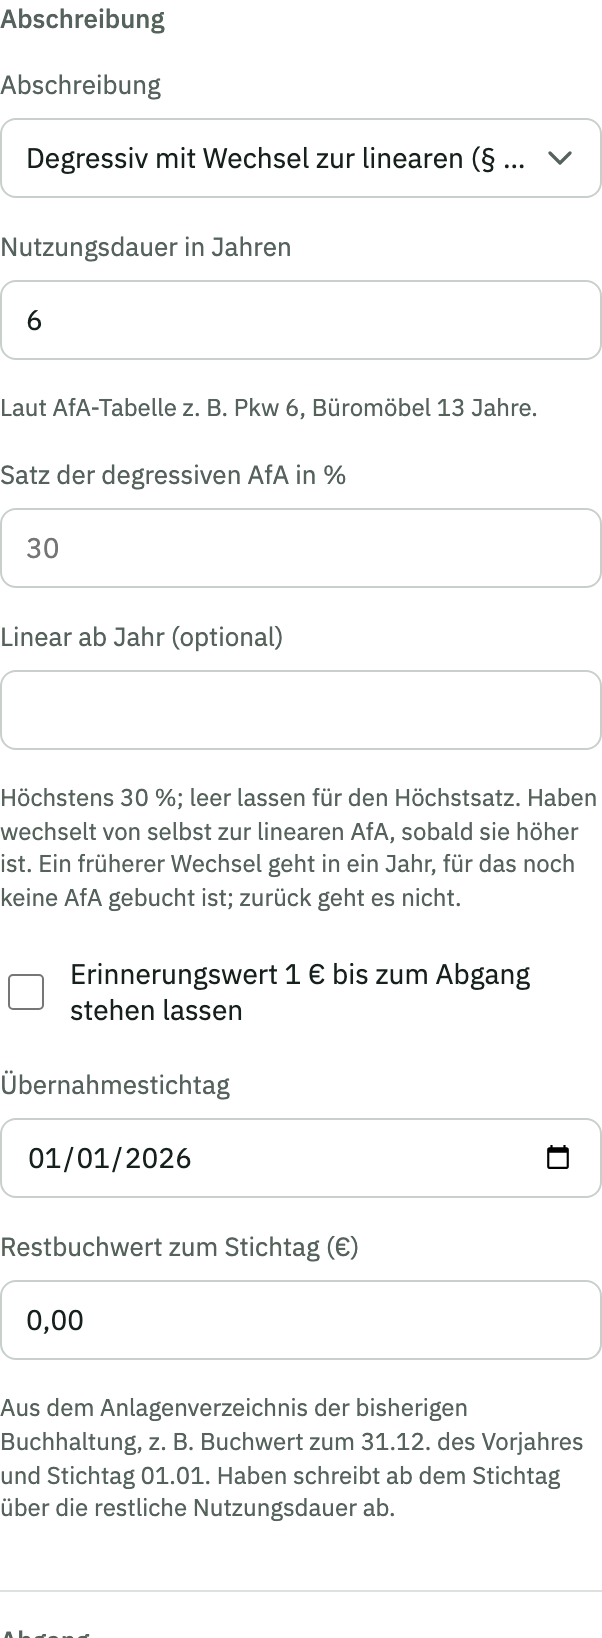 Abschreibung
Abschreibung
Degressiv mit Wechsel zur linearen (§ ...
Nutzungsdauer in Jahren
6
Laut AfA-Tabelle z. B. Pkw 6, Büromöbel 13 Jahre.
Satz der degressiven AfA in %
30
Linear ab Jahr (optional)
Höchstens 30 %; leer lassen für den Höchstsatz. Haben
wechselt von selbst zur linearen AfA, sobald sie höher
ist. Ein früherer Wechsel geht in ein Jahr, für das noch
keine AfA gebucht ist; zurück geht es nicht.
Erinnerungswert 1 € bis zum Abgang
stehen lassen
Übernahmestichtag
01/01/2026
Restbuchwert zum Stichtag (€)
0,00
Aus dem Anlagenverzeichnis der bisherigen
Buchhaltung, z. B. Buchwert zum 31.12. des Vorjahres
und Stichtag 01.01. Haben schreibt ab dem Stichtag
über die restliche Nutzungsdauer ab.